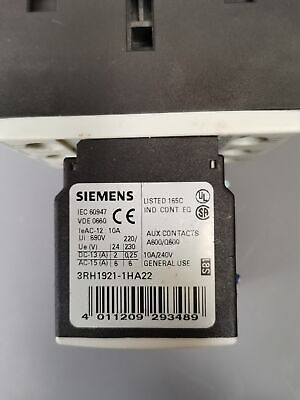 SIEMENS
IEC 60947
VDE 0660
CE
IeAC-12: 10A
Ui 690V 220/
Ue (V) 24 230
DC-13 (A) 2 0,25
AC-15 (A) 6 6
3RH1921-1HA22
LISTED 165C
IND. CONT. EQ.
UL
AUX. CONTACTS
A600/Q600
10A/240V
GENERAL USE
4 011209 293489